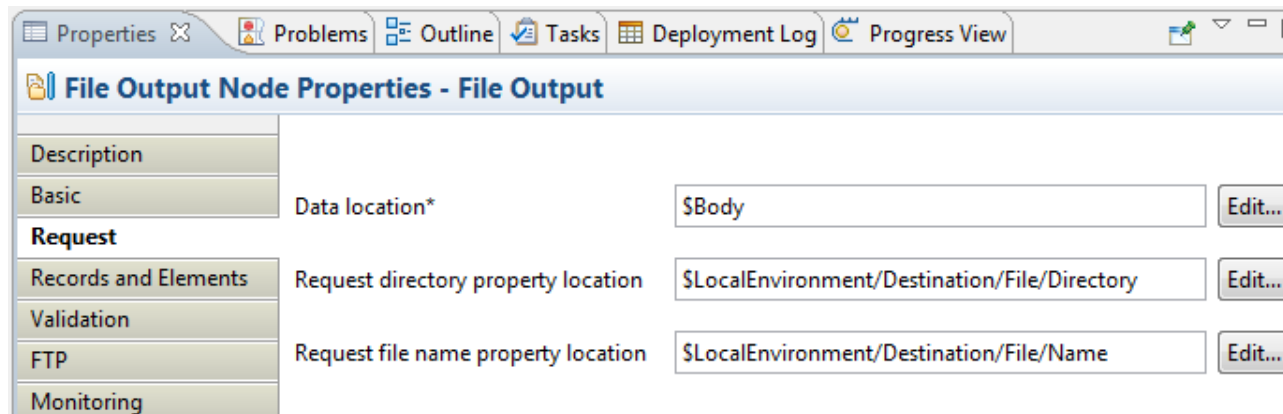 Properties Problems Outline Tasks Deployment Log Progress View
File Output Node Properties - File Output
Description
Basic
Data location* $Body Edit...
Request
Records and Elements Request directory property location $LocalEnvironment/Destination/File/Directory Edit...
Validation
FTP Request file name property location $LocalEnvironment/Destination/File/Name Edit...
Monitoring